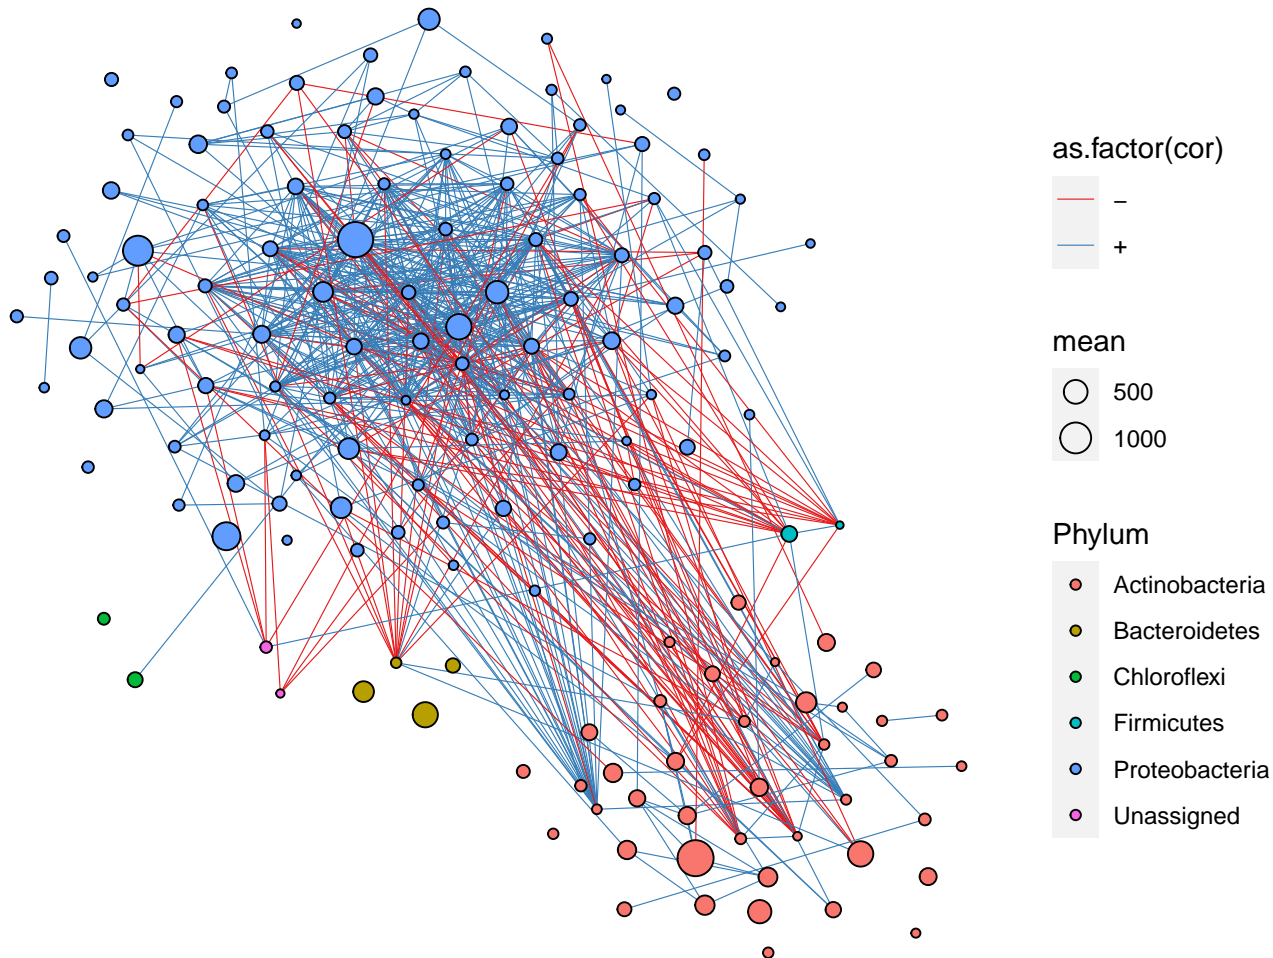 as.factor(cor)
–
+
mean
500
1000
Phylum
Actinobacteria
Bacteroidetes
Chloroflexi
Firmicutes
Proteobacteria
Unassigned